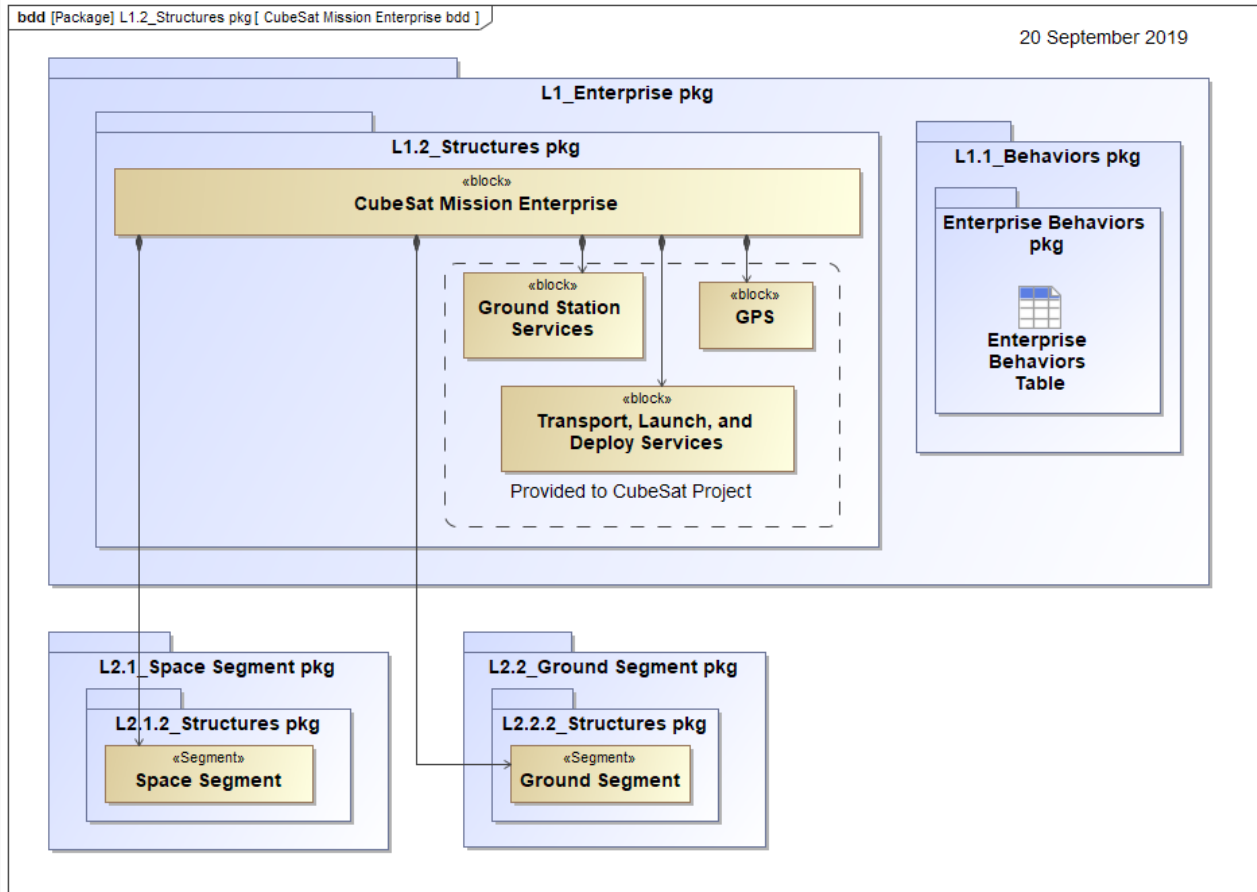 bdd [Package] L1.2_Structures pkg [ CubeSat Mission Enterprise bdd ]
20 September 2019
L1_Enterprise pkg
L1.2_Structures pkg
«block»
CubeSat Mission Enterprise
«block»
Ground Station
Services
«block»
GPS
«block»
Transport, Launch, and
Deploy Services
Provided to CubeSat Project
L1.1_Behaviors pkg
Enterprise Behaviors
pkg
Enterprise
Behaviors
Table
L2.1_Space Segment pkg
L2.1.2_Structures pkg
«Segment»
Space Segment
L2.2_Ground Segment pkg
L2.2.2_Structures pkg
«Segment»
Ground Segment